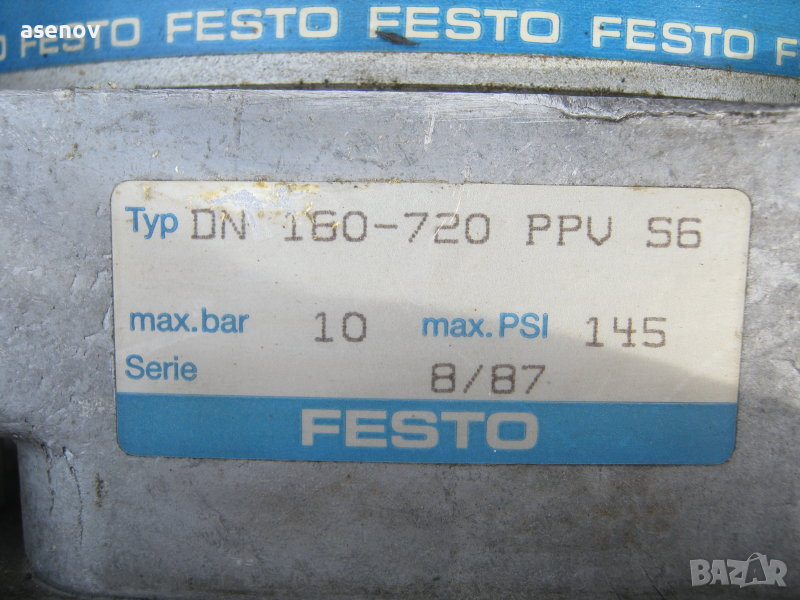 FESTO FESTO FESTO FESTO F
asenov
Typ DN 160-720 PPV S6
max.bar 10 max.PSI 145
Serie 8/87
FESTO
BAZAR